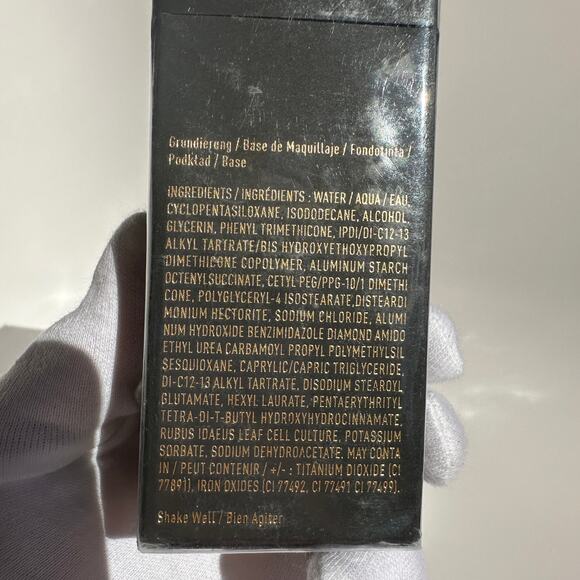 Grundierung / Base de Maquillaje / Fondotinta /
Podkład / Base
INGREDIENTS / INGRÉDIENTS : WATER / AQUA / EAU,
CYCLOPENTASILOXANE, ISODODECANE, ALCOHOL,
GLYCERIN, PHENYL TRIMETHICONE, IPDI/DI-C12-13
ALKYL TARTRATE/BIS HYDROXYETHOXYPROPYL
DIMETHICONE COPOLYMER, ALUMINUM STARCH
OCTENYLSUCCINATE, CETYL PEG/PPG-10/1 DIMETHI
CONE, POLYGLYCERYL-4 ISOSTEARATE, DISTEARDI
MONIUM HECTORITE, SODIUM CHLORIDE, ALUMI
NUM HYDROXIDE BENZIMIDAZOLE DIAMOND AMIDO
ETHYL UREA CARBAMOYL PROPYL POLYMETHYLSIL
SESQUIOXANE, CAPRYLIC/CAPRIC TRIGLYCERIDE,
DI-C12-13 ALKYL TARTRATE, DISODIUM STEAROYL
GLUTAMATE, HEXYL LAURATE, PENTAERYTHRITYL
TETRA-DI-T-BUTYL HYDROXYHYDROCINNAMATE,
RUBUS IDAEUS LEAF CELL CULTURE, POTASSIUM
SORBATE, SODIUM DEHYDROACETATE. MAY CONTA
IN / PEUT CONTENIR / +/- : TITANIUM DIOXIDE (CI
77891), IRON OXIDES (CI 77492, CI 77491 CI 77499).
Shake Well / Bien Agiter